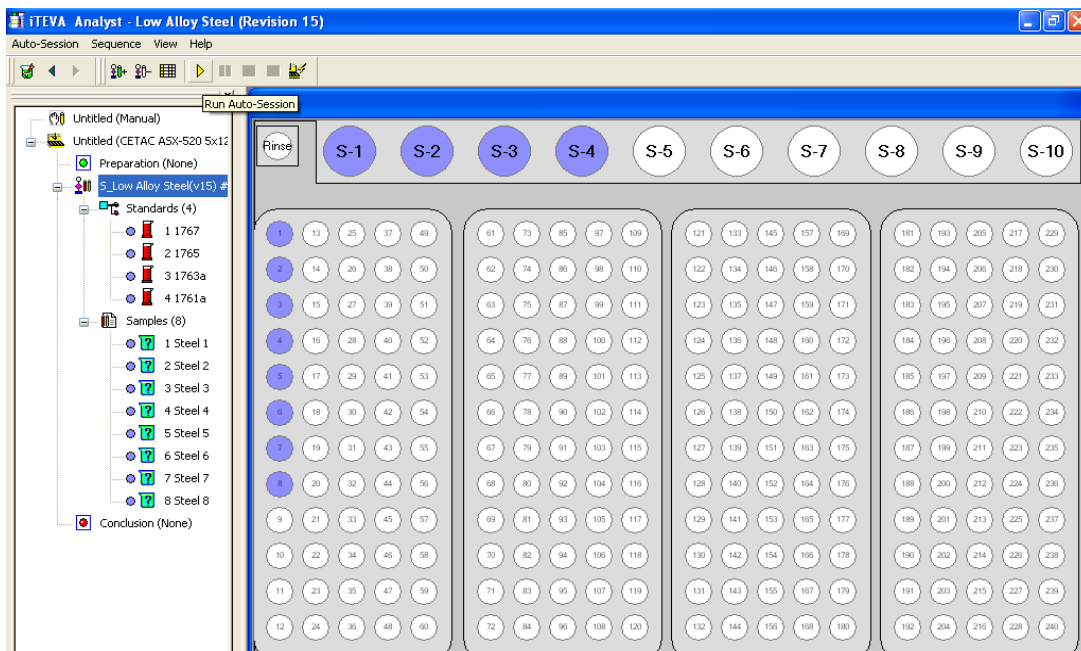 iTEVA Analyst - Low Alloy Steel (Revision 15)
Auto-Session Sequence View Help
Run Auto-Session
Untitled (Manual)
Untitled (CETAC ASX-520 5x12
Preparation (None)
S_Low Alloy Steel(v15) #
Standards (4)
1 1767
2 1765
3 1763a
4 1761a
Samples (8)
1 Steel 1
2 Steel 2
3 Steel 3
4 Steel 4
5 Steel 5
6 Steel 6
7 Steel 7
8 Steel 8
Conclusion (None)
Rinse S-1 S-2 S-3 S-4 S-5 S-6 S-7 S-8 S-9 S-10
1 13 25 37 49 61 73 85 97 109 121 133 145 157 169 181 193 205 217 229
2 14 26 38 50 62 74 86 98 110 122 134 146 158 170 182 194 206 218 230
3 15 27 39 51 63 75 87 99 111 123 135 147 159 171 183 195 207 219 231
4 16 28 40 52 64 76 88 100 112 124 136 148 160 172 184 196 208 220 232
5 17 29 41 53 65 77 89 101 113 125 137 149 161 173 185 197 209 221 233
6 18 30 42 54 66 78 90 102 114 126 138 150 162 174 186 198 210 222 234
7 19 31 43 55 67 79 91 103 115 127 139 151 163 175 187 199 211 223 235
8 20 32 44 56 68 80 92 104 116 128 140 152 164 176 188 200 212 224 236
9 21 33 45 57 69 81 93 105 117 129 141 153 165 177 189 201 213 225 237
10 22 34 46 58 70 82 94 106 118 130 142 154 166 178 190 202 214 226 238
11 23 35 47 59 71 83 95 107 119 131 143 155 167 179 191 203 215 227 239
12 24 36 48 60 72 84 96 108 120 132 144 156 168 180 192 204 216 228 240